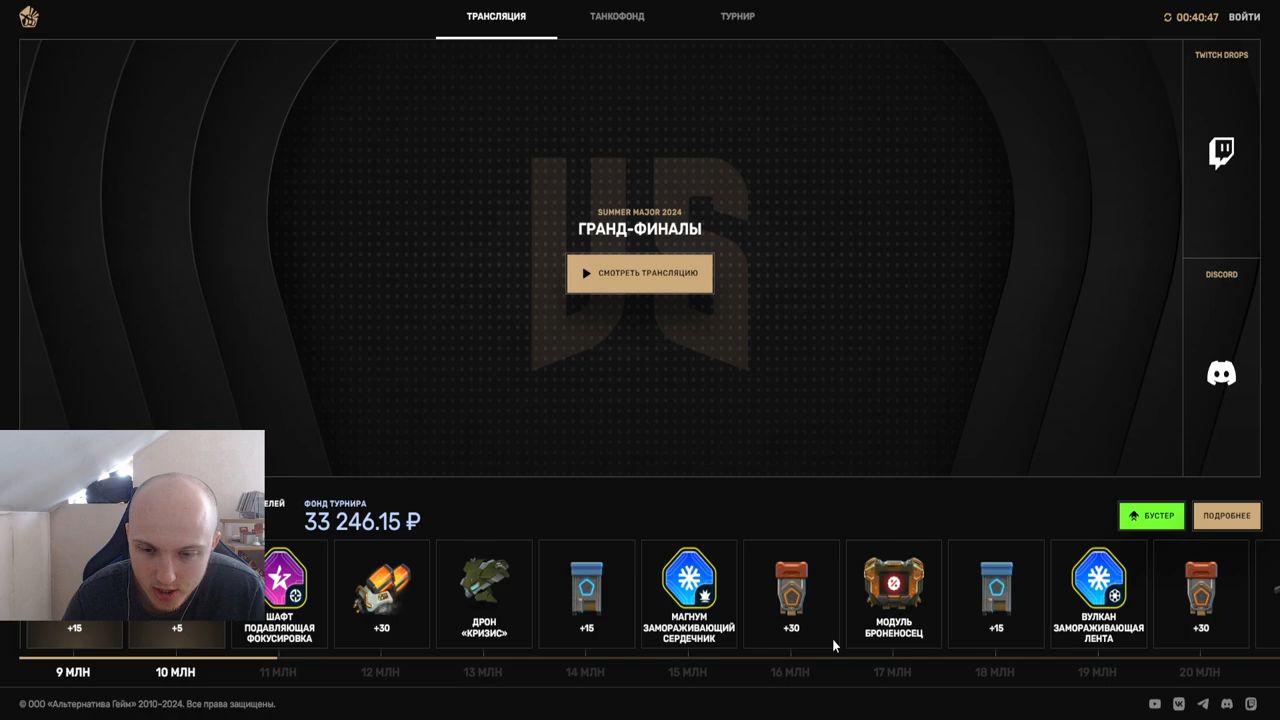 ТРАНСЛЯЦИЯ
ТАНКОФОНД
ТУРНИР
00:40:47
ВОЙТИ
TWITCH DROPS
SUMMER MAJOR 2024
ГРАНД-ФИНАЛЫ
СМОТРЕТЬ ТРАНСЛЯЦИЮ
DISCORD
ЕЛЕЙ
ФОНД ТУРНИРА
33 246.15 ₽
БУСТЕР
ПОДРОБНЕЕ
+15
+5
ШАФТ
ПОДАВЛЯЮЩАЯ
ФОКУСИРОВКА
+30
ДРОН
«КРИЗИС»
+15
МАГНУМ
ЗАМОРАЖИВАЮЩИЙ
СЕРДЕЧНИК
+30
МОДУЛЬ
БРОНЕНОСЕЦ
+15
ВУЛКАН
ЗАМОРАЖИВАЮЩАЯ
ЛЕНТА
+30
9 МЛН
10 МЛН
11 МЛН
12 МЛН
13 МЛН
14 МЛН
15 МЛН
16 МЛН
17 МЛН
18 МЛН
19 МЛН
20 МЛН
© ООО «Альтернатива Гейм» 2010–2024. Все права защищены.